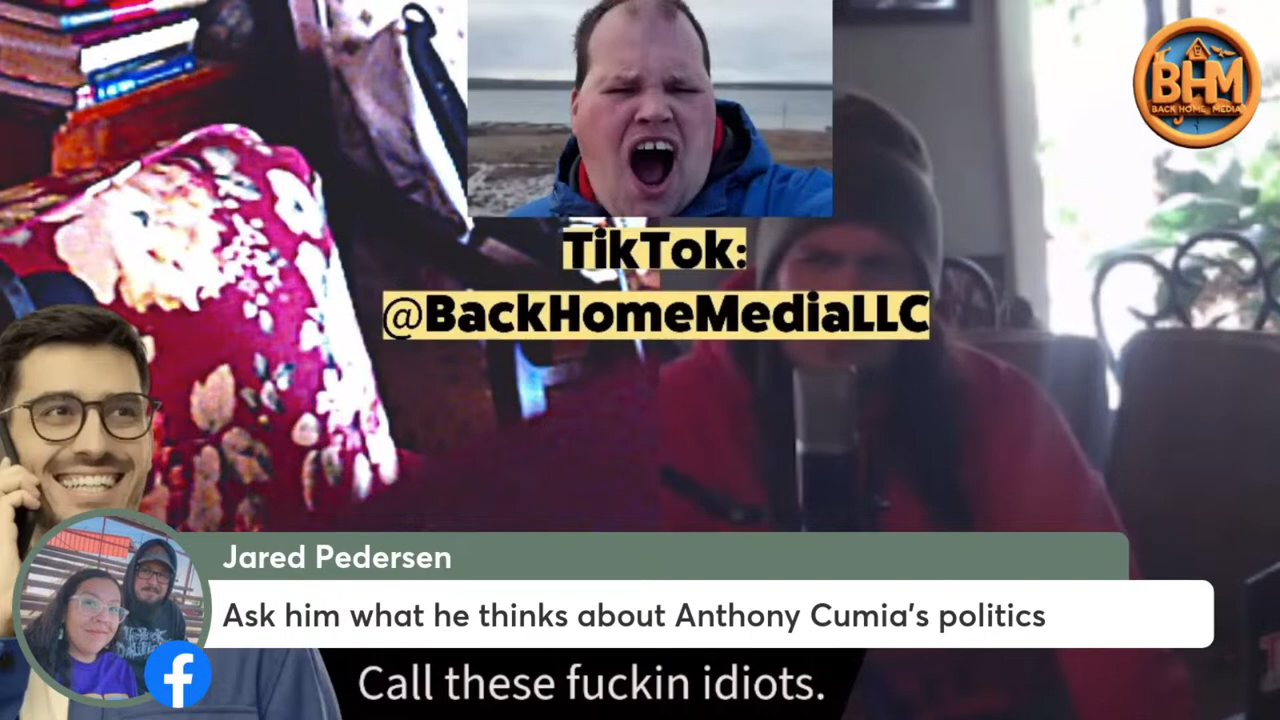 BHM
BACK HOME MEDIA
TikTok:
@BackHomeMediaLLC
Jared Pedersen
Ask him what he thinks about Anthony Cumia's politics
Call these fuckin idiots.